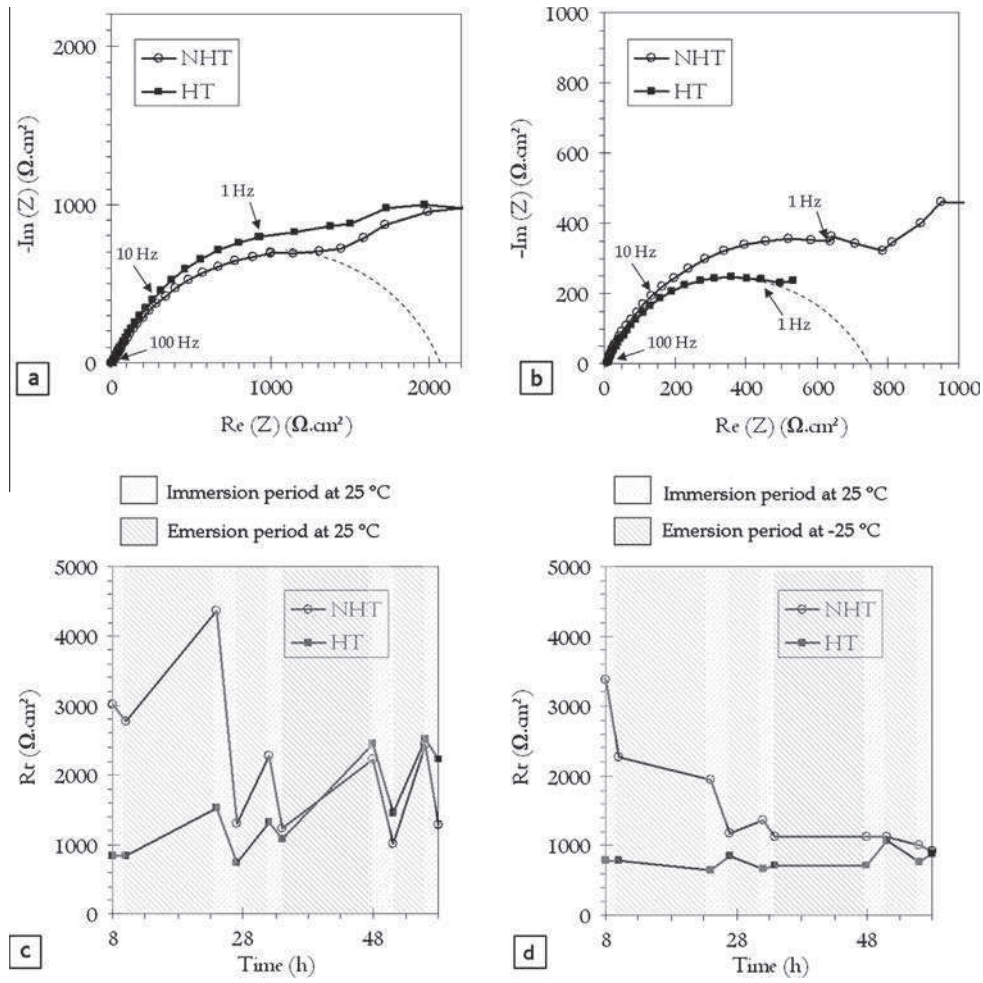 2000
1000
0
0
1000
2000
-Im (Z) (Ω.cm²)
Re (Z) (Ω.cm²)
NHT
HT
1 Hz
10 Hz
100 Hz
a
1000
800
600
400
200
0
0
200
400
600
800
1000
-Im (Z) (Ω.cm²)
Re (Z) (Ω.cm²)
NHT
HT
1 Hz
10 Hz
1 Hz
100 Hz
b
Immersion period at 25 °C
Emersion period at 25 °C
Immersion period at 25 °C
Emersion period at -25 °C
5000
4000
3000
2000
1000
0
8
28
48
Rr (Ω.cm²)
Time (h)
NHT
HT
c
5000
4000
3000
2000
1000
0
8
28
48
Rr (Ω.cm²)
Time (h)
NHT
HT
d